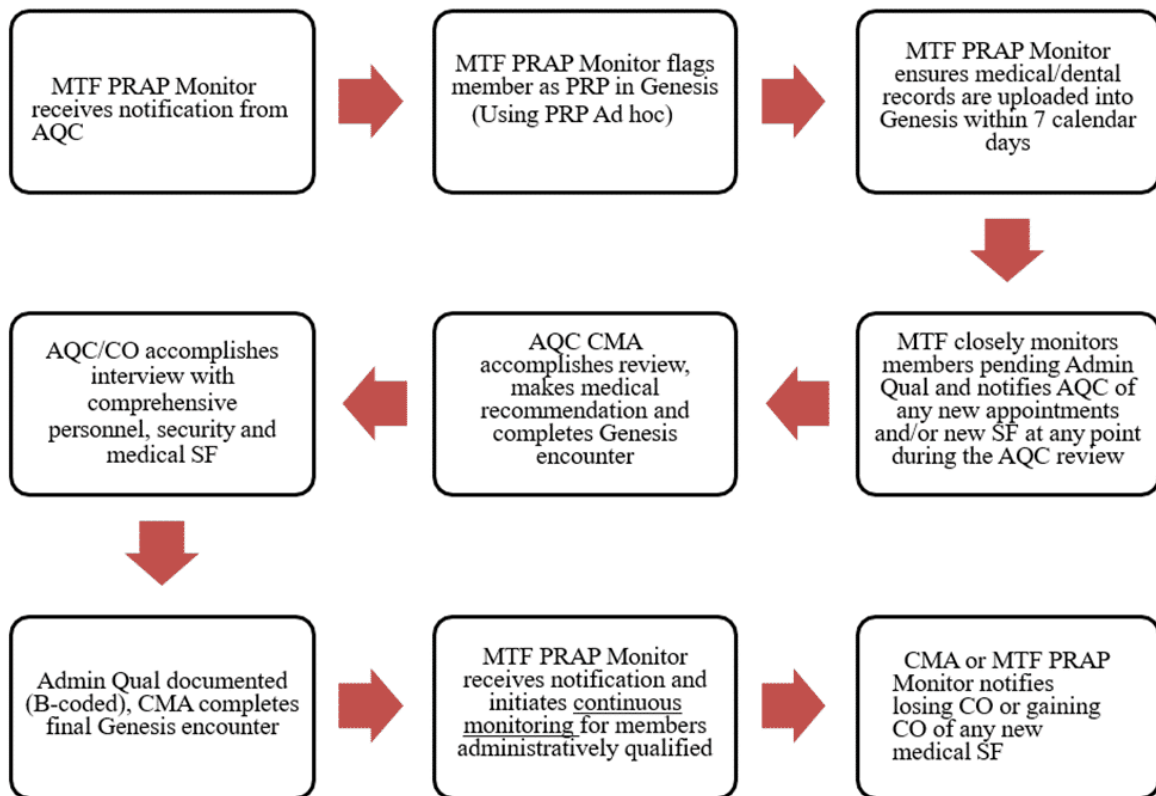 MTF PRAP Monitor
receives notification from
AQC
MTF PRAP Monitor flags
member as PRP in Genesis
(Using PRP Ad hoc)
MTF PRAP Monitor
ensures medical/dental
records are uploaded into
Genesis within 7 calendar
days
MTF closely monitors
members pending Admin
Qual and notifies AQC of
any new appointments
and/or new SF at any point
during the AQC review
AQC CMA
accomplishes review,
makes medical
recommendation and
completes Genesis
encounter
AQC/CO accomplishes
interview with
comprehensive
personnel, security and
medical SF
Admin Qual documented
(B-coded), CMA completes
final Genesis encounter
MTF PRAP Monitor
receives notification and
initiates continuous
monitoring for members
administratively qualified
CMA or MTF PRAP
Monitor notifies
losing CO or gaining
CO of any new
medical SF